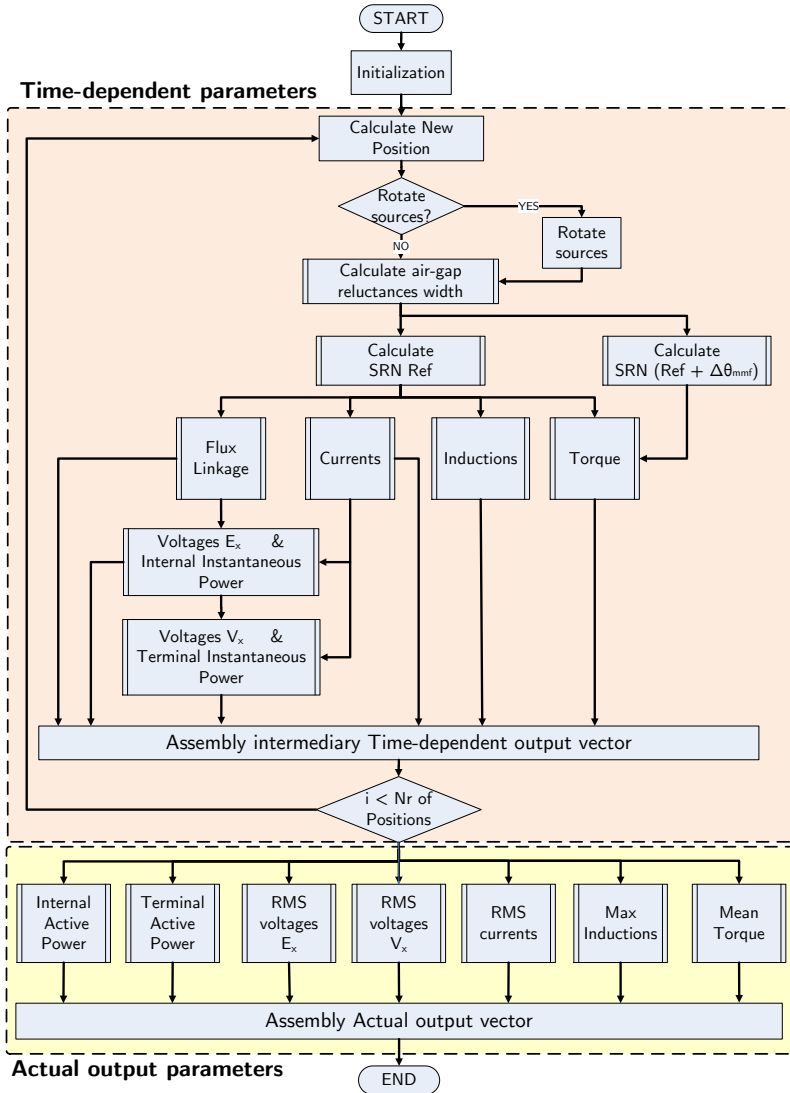 START
Initialization
Time-dependent parameters
Calculate New
Position
Rotate
sources?
YES
NO
Rotate
sources
Calculate air-gap
reluctances width
Calculate
SRN Ref
Calculate
SRN (Ref + Δθmmf)
Flux
Linkage
Currents
Inductions
Torque
Voltages Eₓ &
Internal Instantaneous
Power
Voltages Vₓ &
Terminal Instantaneous
Power
Assembly intermediary Time-dependent output vector
i < Nr of
Positions
Internal
Active
Power
Terminal
Active
Power
RMS
voltages
Eₓ
RMS
voltages
Vₓ
RMS
currents
Max
Inductions
Mean
Torque
Assembly Actual output vector
Actual output parameters
END